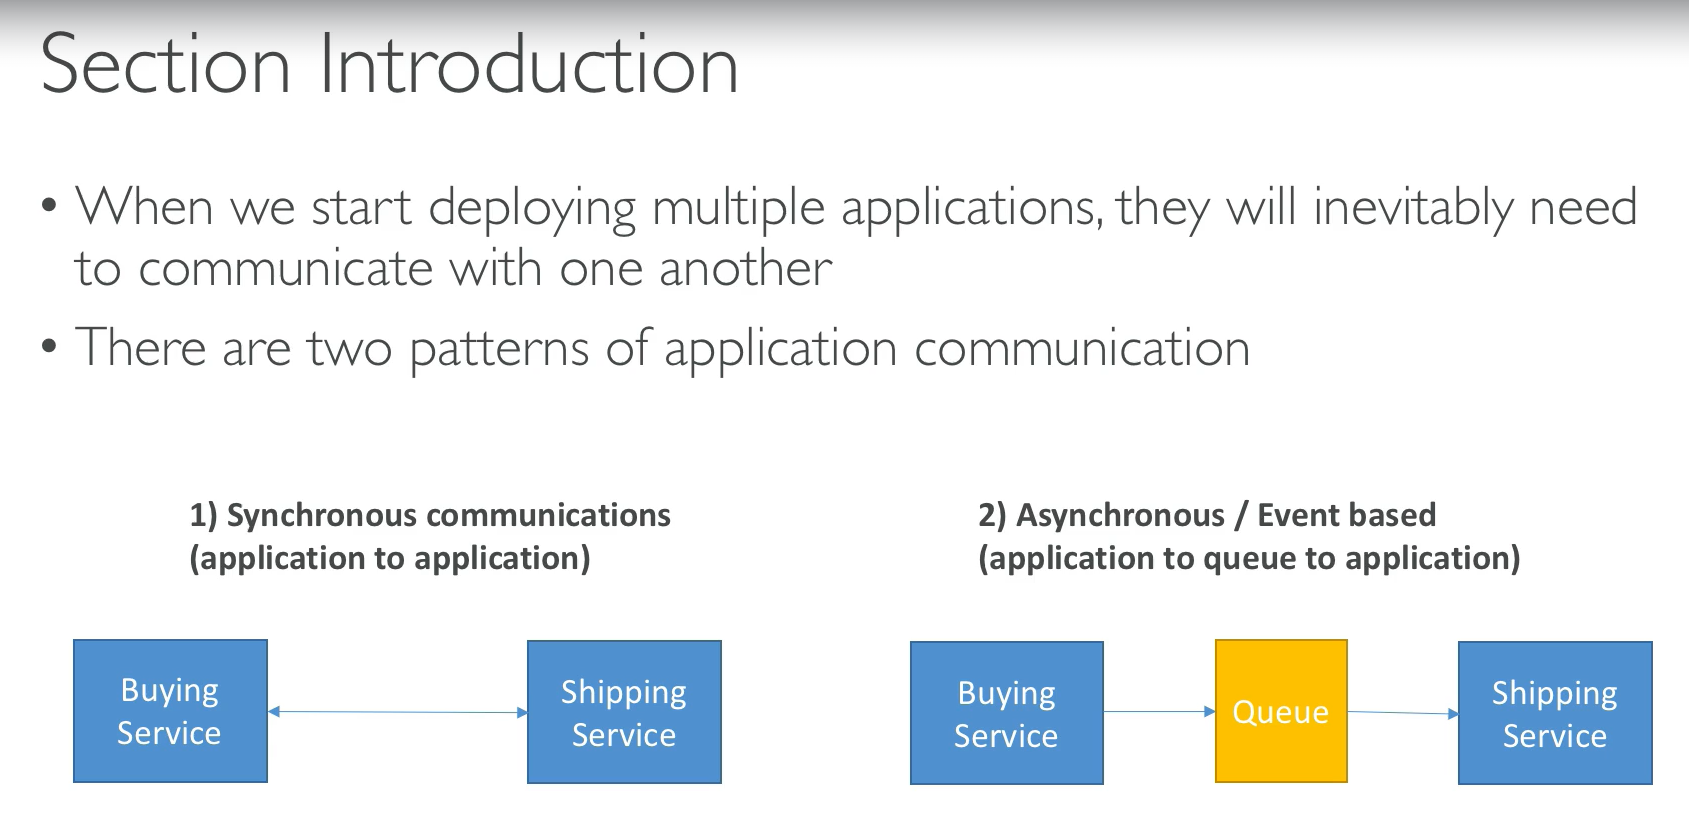 Section Introduction
• When we start deploying multiple applications, they will inevitably need
to communicate with one another
• There are two patterns of application communication
1) Synchronous communications
(application to application)
2) Asynchronous / Event based
(application to queue to application)
Buying
Service
Shipping
Service
Buying
Service
Queue
Shipping
Service